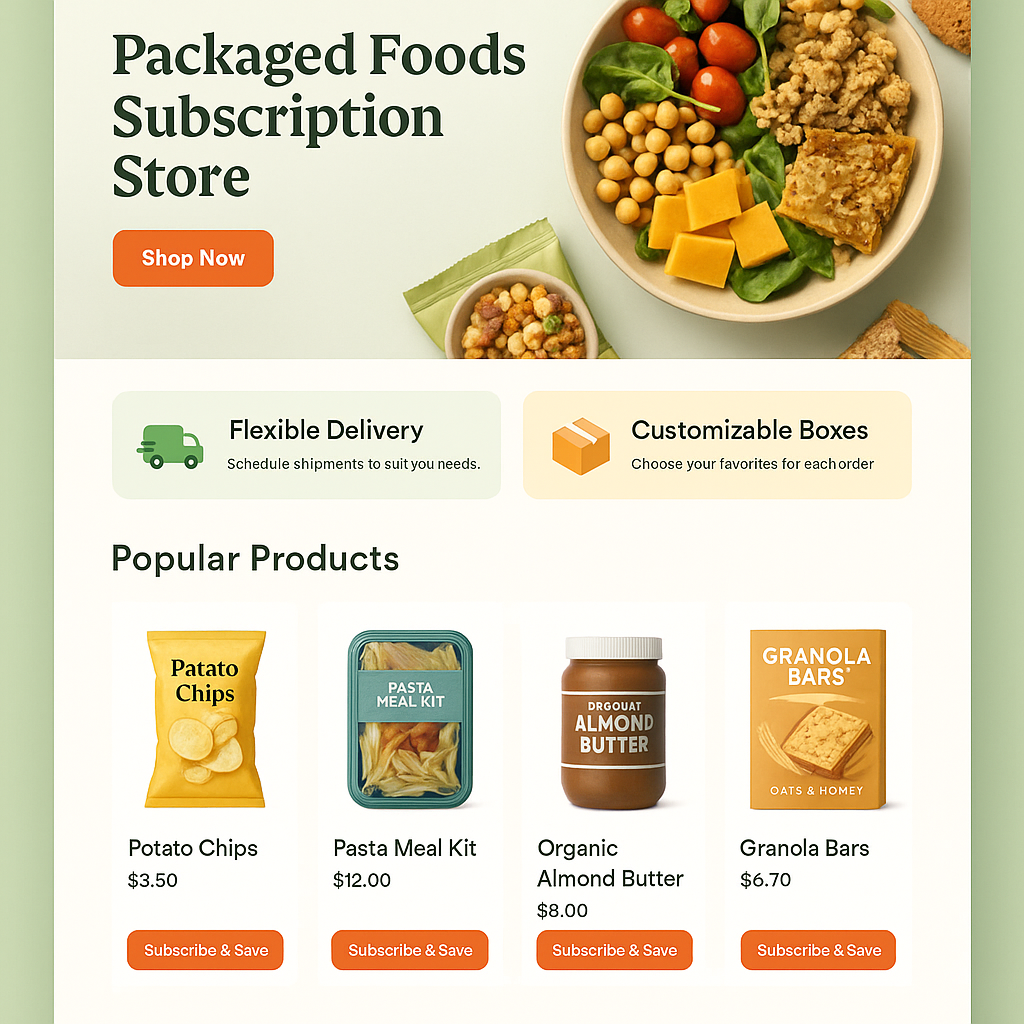 Packaged Foods
Subscription
Store
Shop Now
Flexible Delivery
Schedule shipments to suit you needs.
Customizable Boxes
Choose your favorites for each order
Popular Products
Patato
Chips
Potato Chips
$3.50
Subscribe & Save
PASTA
MEAL KIT
Pasta Meal Kit
$12.00
Subscribe & Save
DRGOUAT
ALMOND
BUTTER
Organic
Almond Butter
$8.00
Subscribe & Save
GRANOLA
BARS
OATS & HOMEY
Granola Bars
$6.70
Subscribe & Save